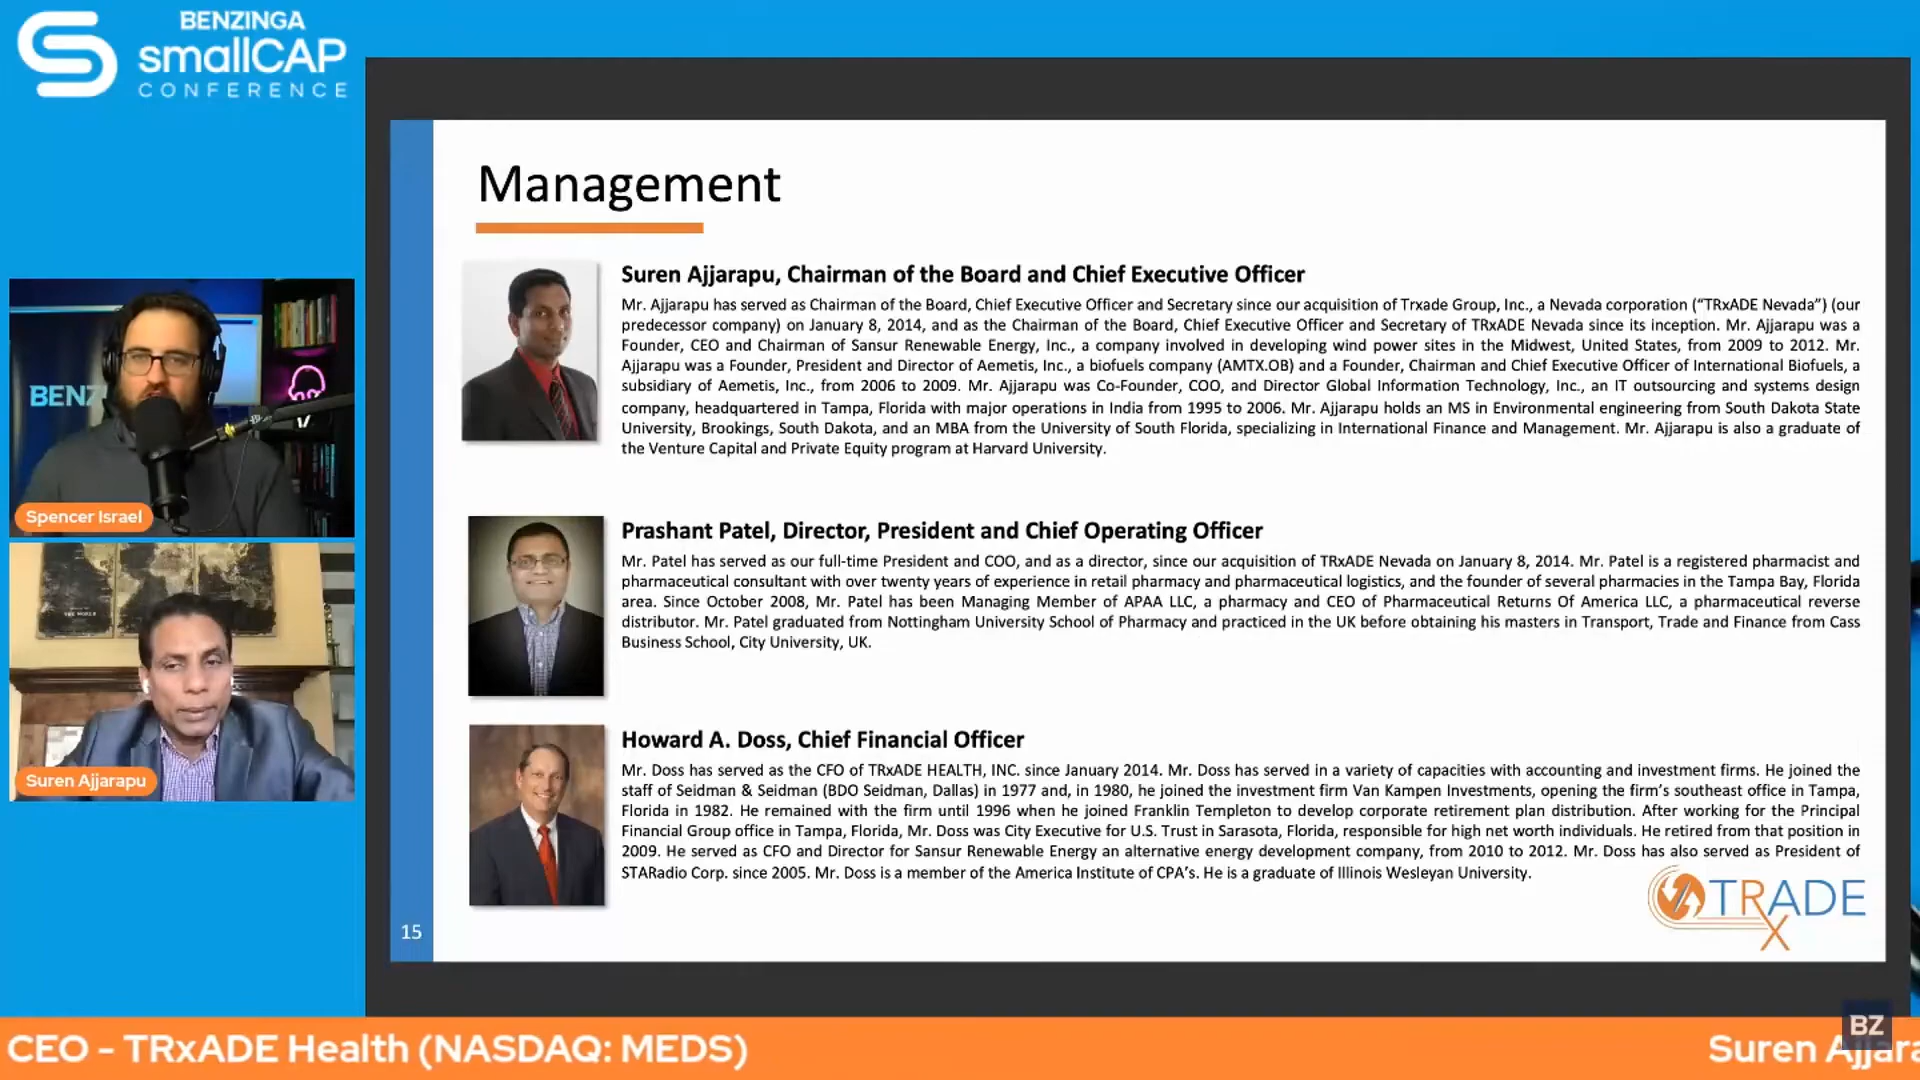 BENZINGA
smallCAP
CONFERENCE
Management
Suren Ajjarapu, Chairman of the Board and Chief Executive Officer
Mr. Ajjarapu has served as Chairman of the Board, Chief Executive Officer and Secretary since our acquisition of Trxade Group, Inc., a Nevada corporation (“TRxADE Nevada”) (our
predecessor company) on January 8, 2014, and as the Chairman of the Board, Chief Executive Officer and Secretary of TRxADE Nevada since its inception. Mr. Ajjarapu was a
Founder, CEO and Chairman of Sansur Renewable Energy, Inc., a company involved in developing wind power sites in the Midwest, United States, from 2009 to 2012. Mr.
Ajjarapu was a Founder, President and Director of Aemetis, Inc., a biofuels company (AMTX.OB) and a Founder, Chairman and Chief Executive Officer of International Biofuels, a
subsidiary of Aemetis, Inc., from 2006 to 2009. Mr. Ajjarapu was Co-Founder, COO, and Director Global Information Technology, Inc., an IT outsourcing and systems design
company, headquartered in Tampa, Florida with major operations in India from 1995 to 2006. Mr. Ajjarapu holds an MS in Environmental engineering from South Dakota State
University, Brookings, South Dakota, and an MBA from the University of South Florida, specializing in International Finance and Management. Mr. Ajjarapu is also a graduate of
the Venture Capital and Private Equity program at Harvard University.
Prashant Patel, Director, President and Chief Operating Officer
Mr. Patel has served as our full-time President and COO, and as a director, since our acquisition of TRxADE Nevada on January 8, 2014. Mr. Patel is a registered pharmacist and
pharmaceutical consultant with over twenty years of experience in retail pharmacy and pharmaceutical logistics, and the founder of several pharmacies in the Tampa Bay, Florida
area. Since October 2008, Mr. Patel has been Managing Member of APAA LLC, a pharmacy and CEO of Pharmaceutical Returns Of America LLC, a pharmaceutical reverse
distributor. Mr. Patel graduated from Nottingham University School of Pharmacy and practiced in the UK before obtaining his masters in Transport, Trade and Finance from Cass
Business School, City University, UK.
Howard A. Doss, Chief Financial Officer
Mr. Doss has served as the CFO of TRxADE HEALTH, INC. since January 2014. Mr. Doss has served in a variety of capacities with accounting and investment firms. He joined the
staff of Seidman & Seidman (BDO Seidman, Dallas) in 1977 and, in 1980, he joined the investment firm Van Kampen Investments, opening the firm’s southeast office in Tampa,
Florida in 1982. He remained with the firm until 1996 when he joined Franklin Templeton to develop corporate retirement plan distribution. After working for the Principal
Financial Group office in Tampa, Florida, Mr. Doss was City Executive for U.S. Trust in Sarasota, Florida, responsible for high net worth individuals. He retired from that position in
2009. He served as CFO and Director for Sansur Renewable Energy an alternative energy development company, from 2010 to 2012. Mr. Doss has also served as President of
STARadio Corp. since 2005. Mr. Doss is a member of the America Institute of CPA’s. He is a graduate of Illinois Wesleyan University.
TRxADE
15
BENZ
Spencer Israel
Suren Ajjarapu
BZ
CEO - TRxADE Health (NASDAQ: MEDS)
Suren Ajjara